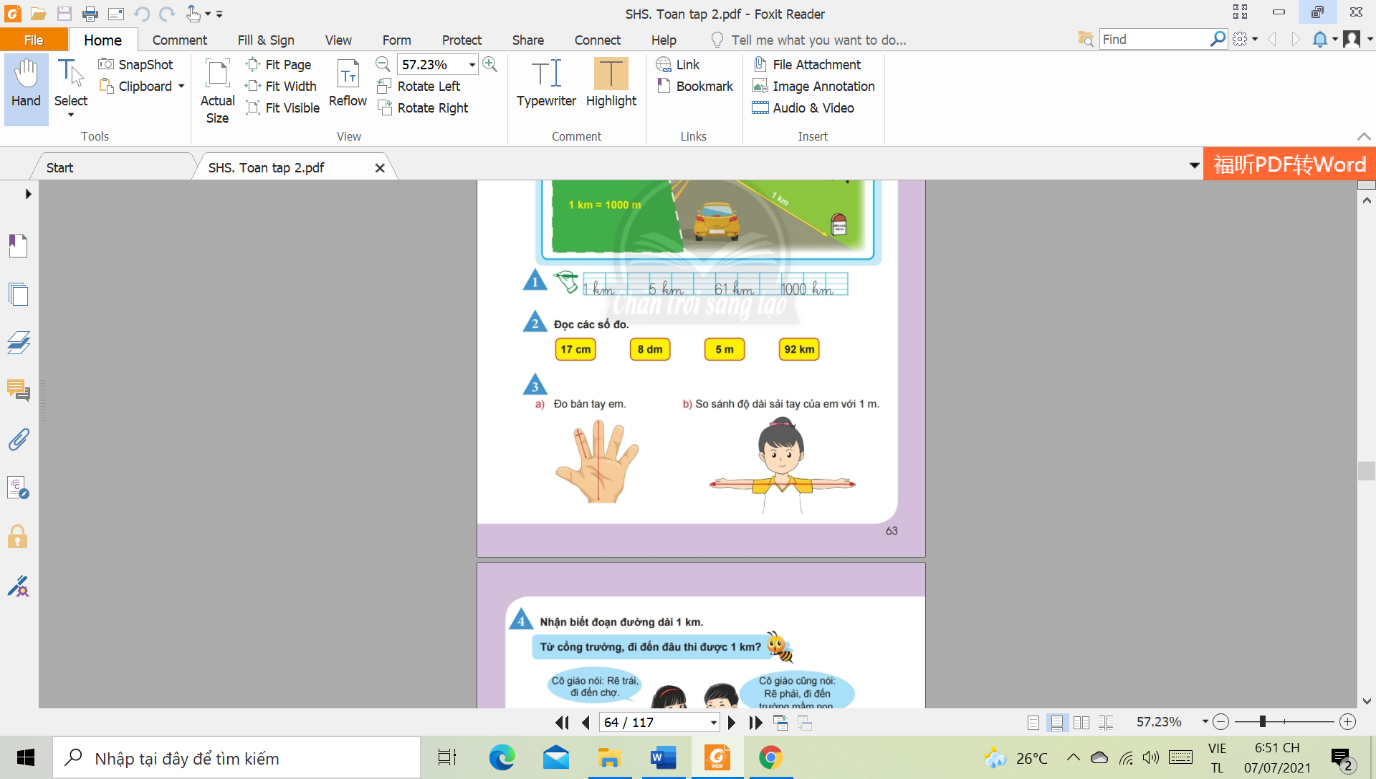 SHS. Toan tap 2.pdf - Foxit Reader
File Home Comment Fill & Sign View Form Protect Share Connect Help Tell me what you want to do... Find
Hand
Select
SnapShot
Clipboard
Tools
Actual Size
Fit Page
Fit Width
Fit Visible
Reflow
57.23%
Rotate Left
Rotate Right
View
Typewriter
Highlight
Comment
Link
Bookmark
Links
File Attachment
Image Annotation
Audio & Video
Insert
Start
SHS. Toan tap 2.pdf
福昕PDF转Word
1 km = 1000 m
1 km
1 1 km 5 km 61 km 1000 km
Chân trời sáng tạo
2 Đọc các số đo.
17 cm 8 dm 5 m 92 km
3
a) Đo bàn tay em. b) So sánh độ dài sải tay của em với 1 m.
63
4 Nhận biết đoạn đường dài 1 km.
Từ cổng trường, đi đến đâu thì được 1 km?
Cô giáo nói: Rẽ trái,
đi đến chợ.
Cô giáo cũng nói:
Rẽ phải, đi đến
trường mầm non
64 / 117
57.23%
Nhập tại đây để tìm kiếm
26°C
VIE
TL
6:51 CH
07/07/2021
2